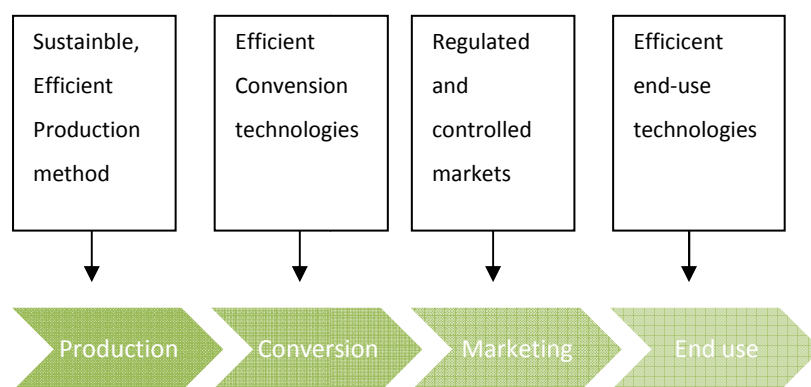 Sustainble,
Efficient
Production
method
Efficient
Convension
technologies
Regulated
and
controlled
markets
Efficicent
end-use
technologies
Production
Conversion
Marketing
End use